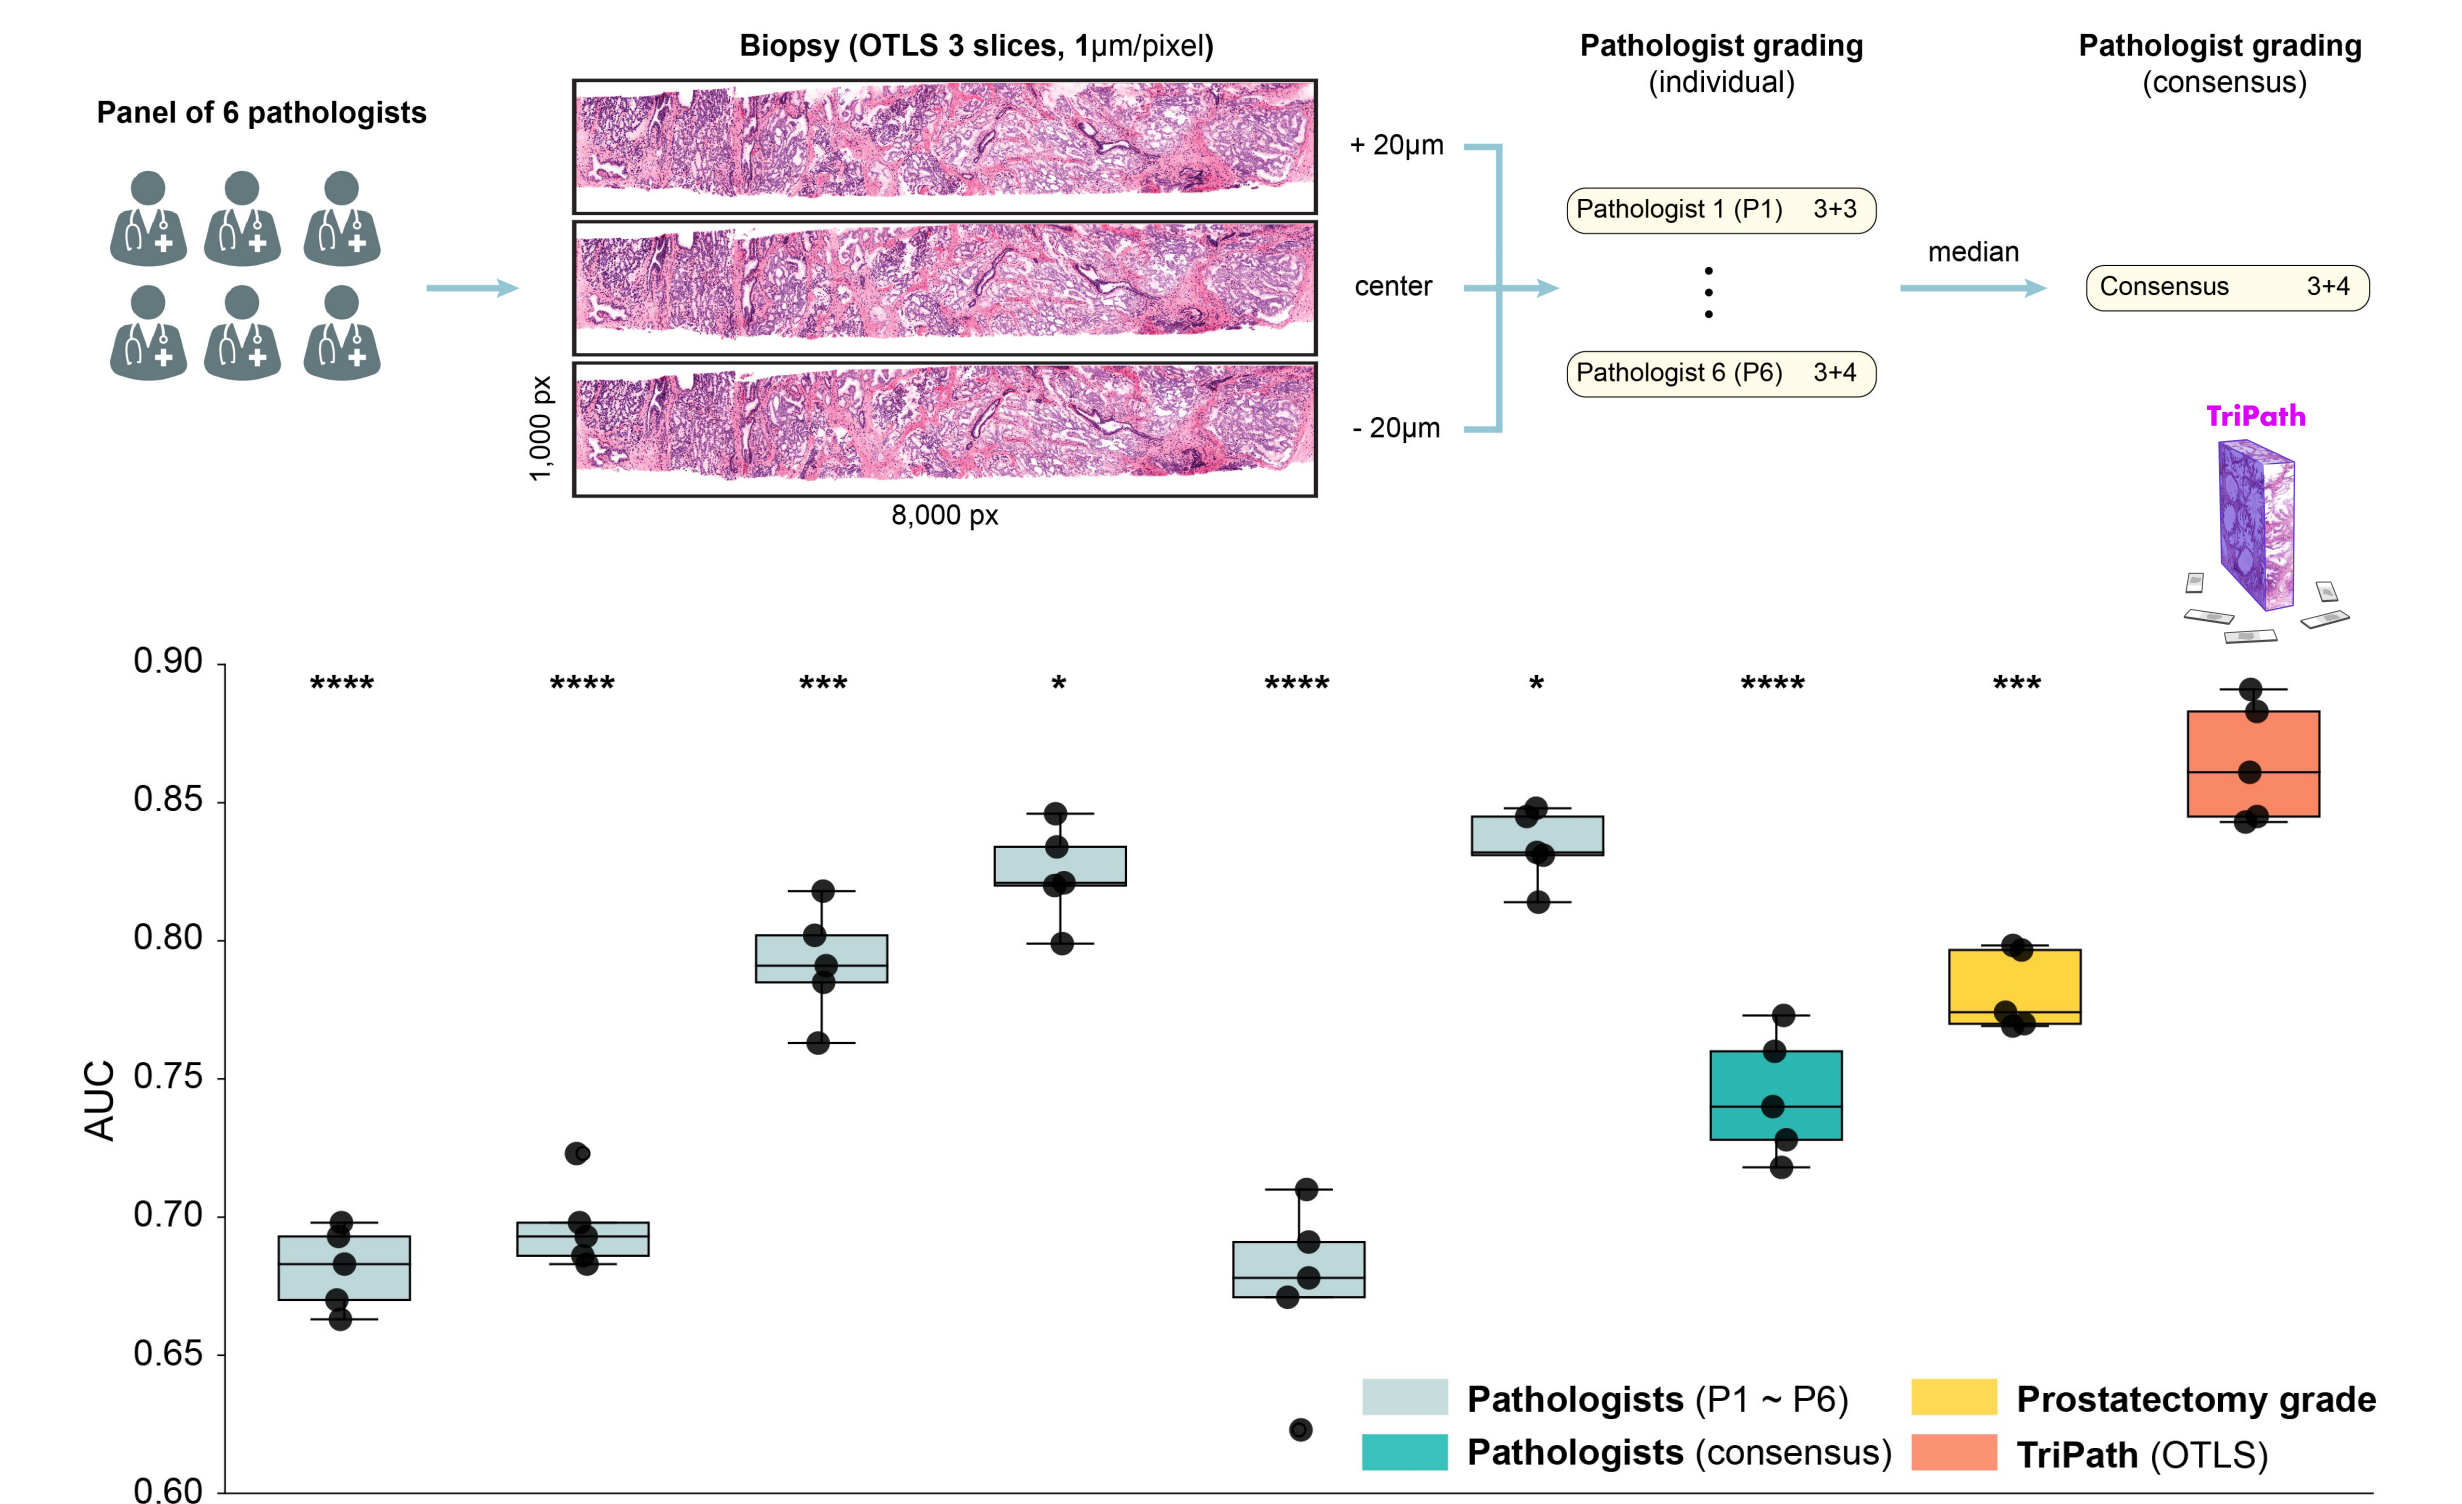 Panel of 6 pathologists
Biopsy (OTLS 3 slices, 1µm/pixel)
1,000 px
8,000 px
+ 20µm
center
- 20µm
Pathologist grading
(individual)
Pathologist 1 (P1) 3+3
Pathologist 6 (P6) 3+4
median
Pathologist grading
(consensus)
Consensus 3+4
TriPath
AUC
0.90
0.85
0.80
0.75
0.70
0.65
0.60
**** **** *** * **** * **** ***
Pathologists (P1 ~ P6)
Pathologists (consensus)
Prostatectomy grade
TriPath (OTLS)